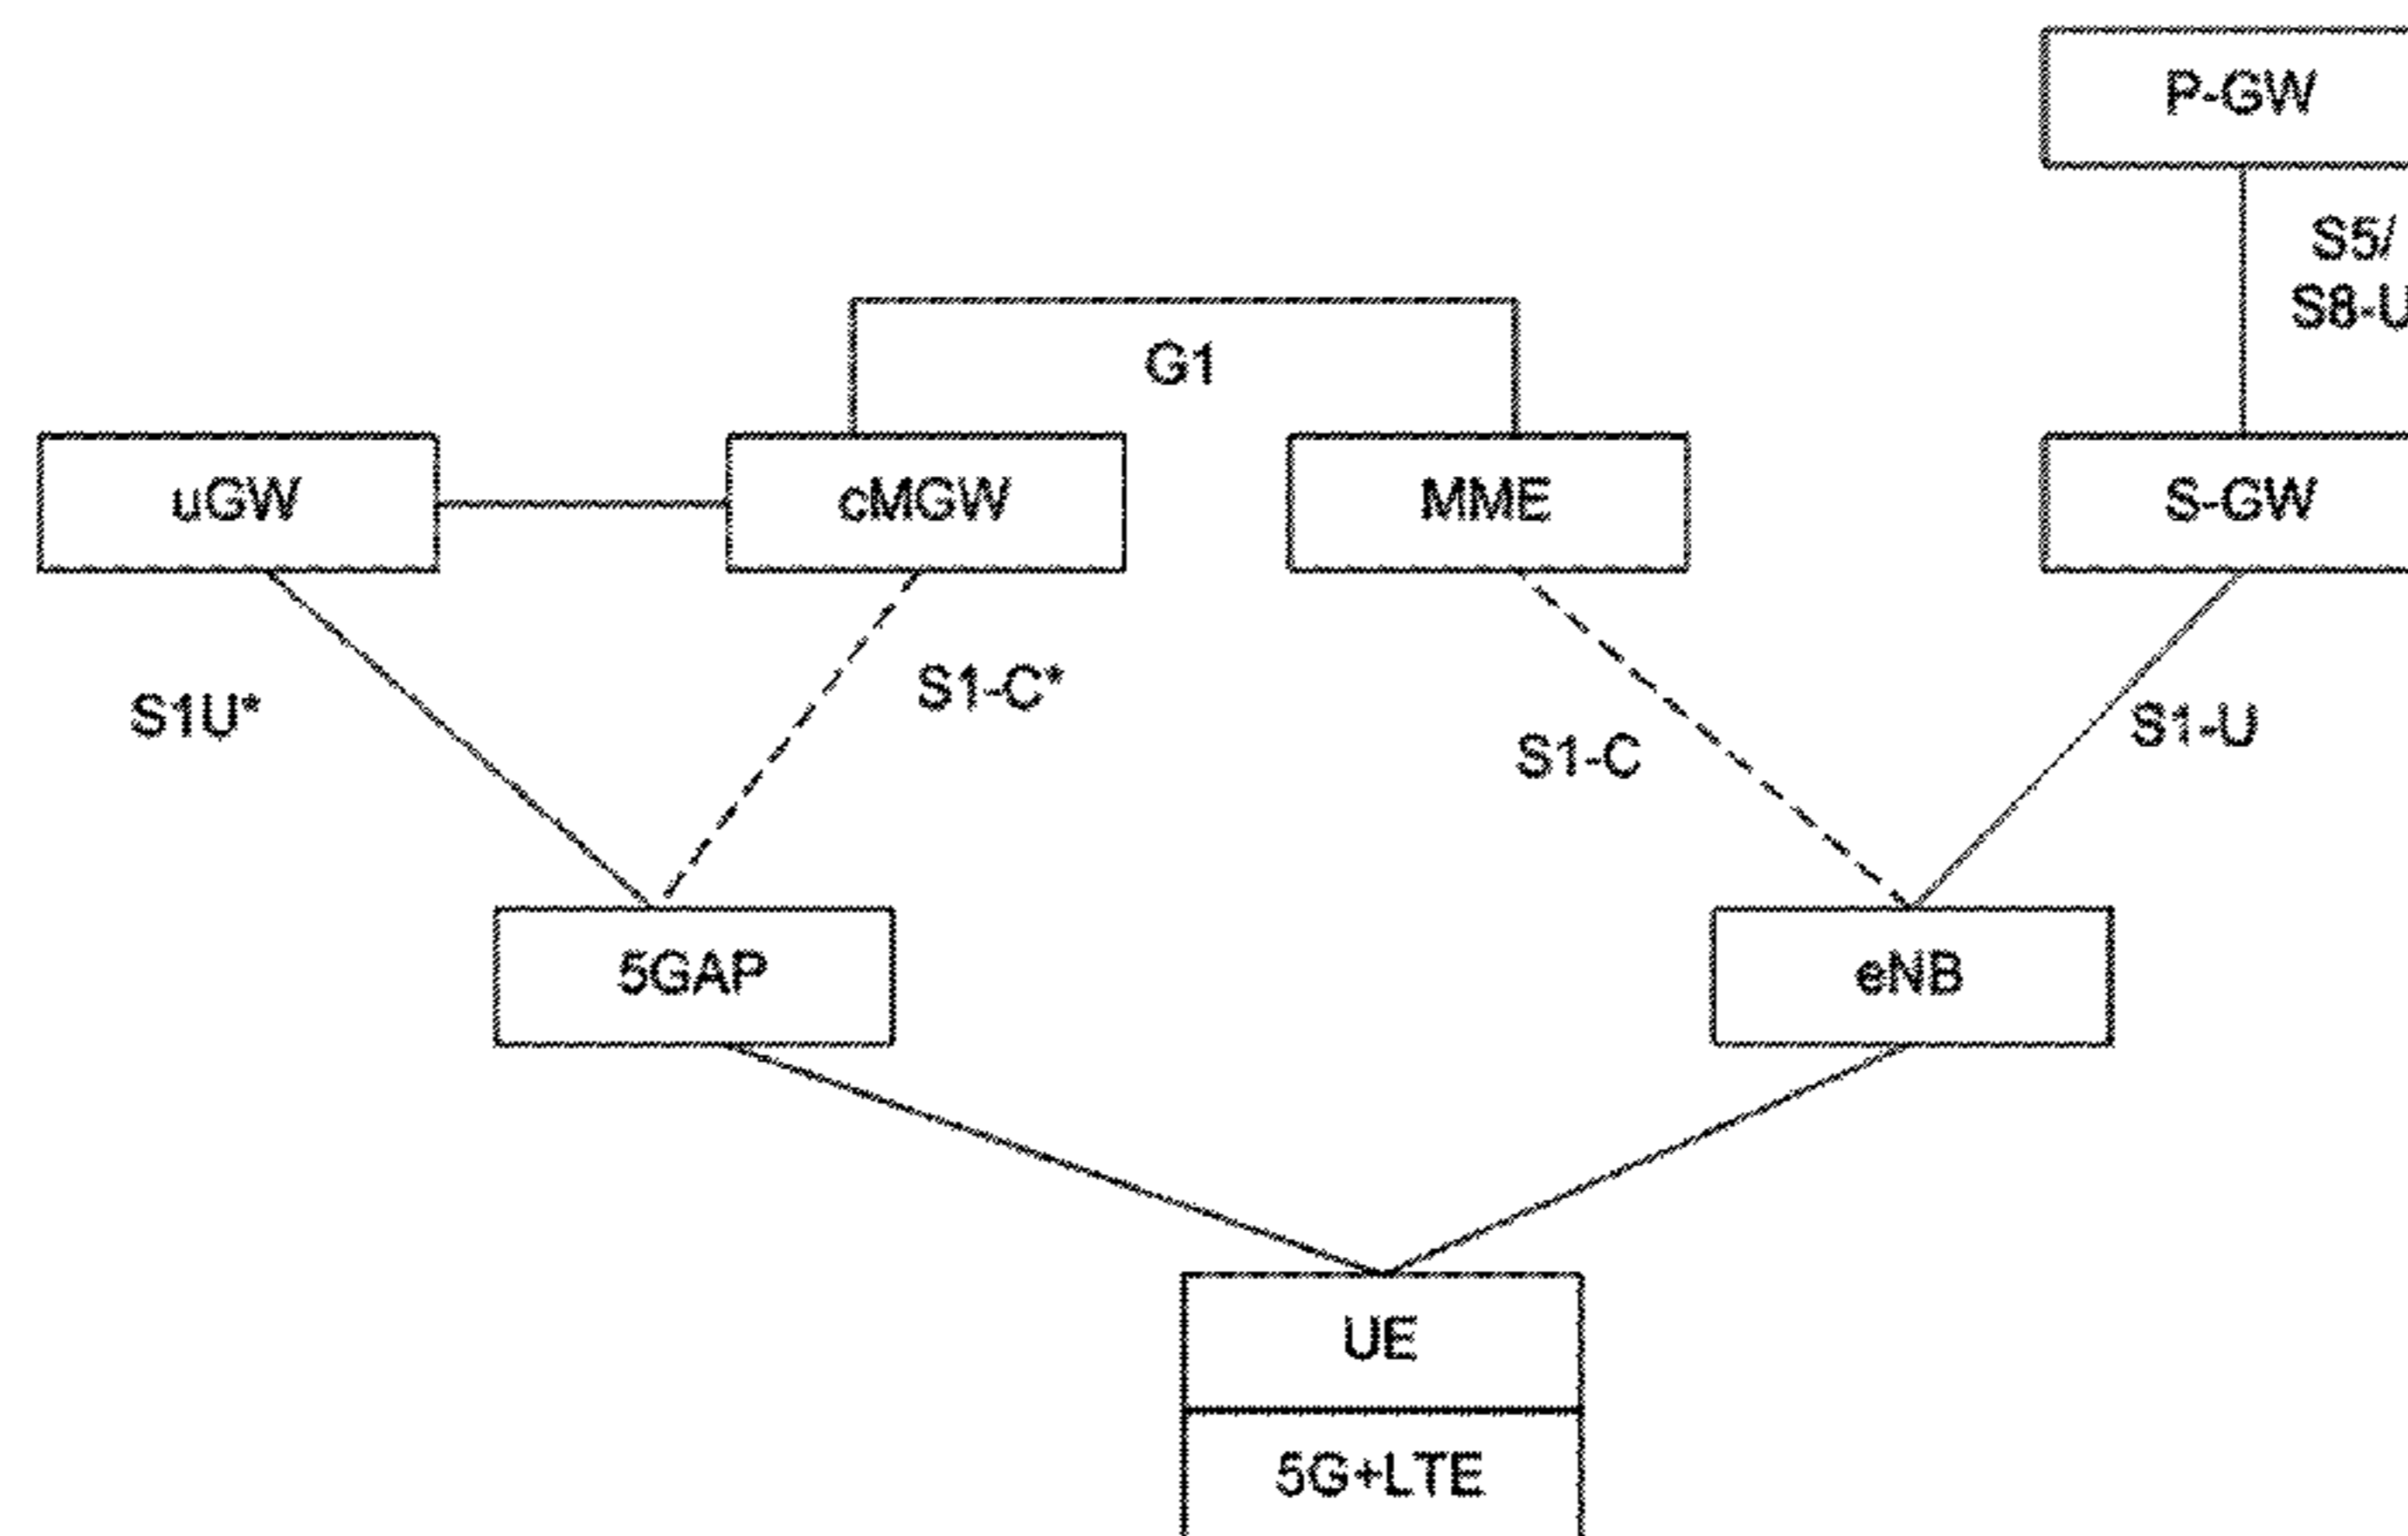 P-GW
S5/
S8-U
G1
uGW
cMGW
MME
S-GW
S1U*
S1-C*
S1-C
S1-U
5GAP
eNB
UE
5G+LTE